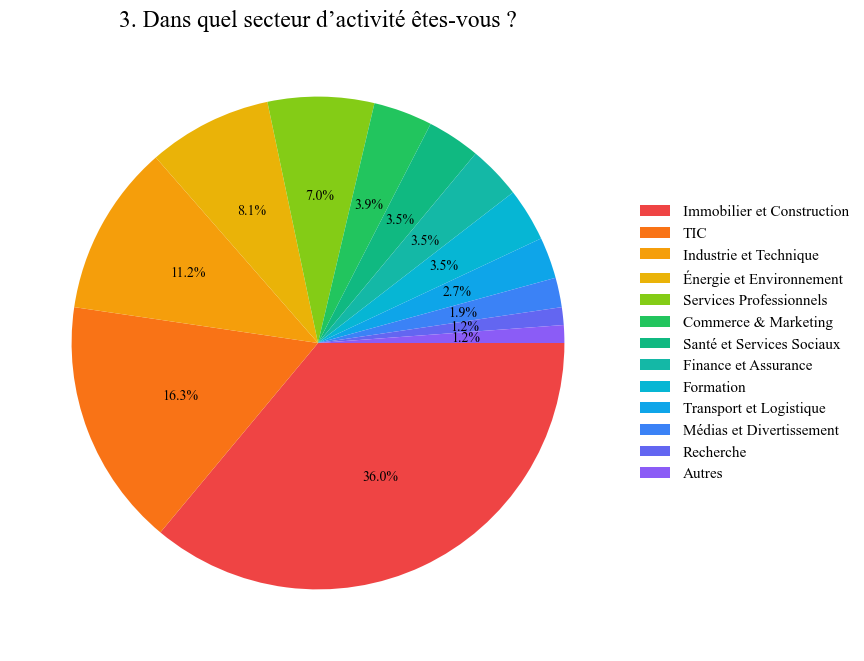 3. Dans quel secteur d’activité êtes-vous ?
7.0%
8.1%
3.9%
3.5%
3.5%
3.5%
11.2%
2.7%
1.9%
1.2%
1.2%
16.3%
36.0%
Immobilier et Construction
TIC
Industrie et Technique
Énergie et Environnement
Services Professionnels
Commerce & Marketing
Santé et Services Sociaux
Finance et Assurance
Formation
Transport et Logistique
Médias et Divertissement
Recherche
Autres